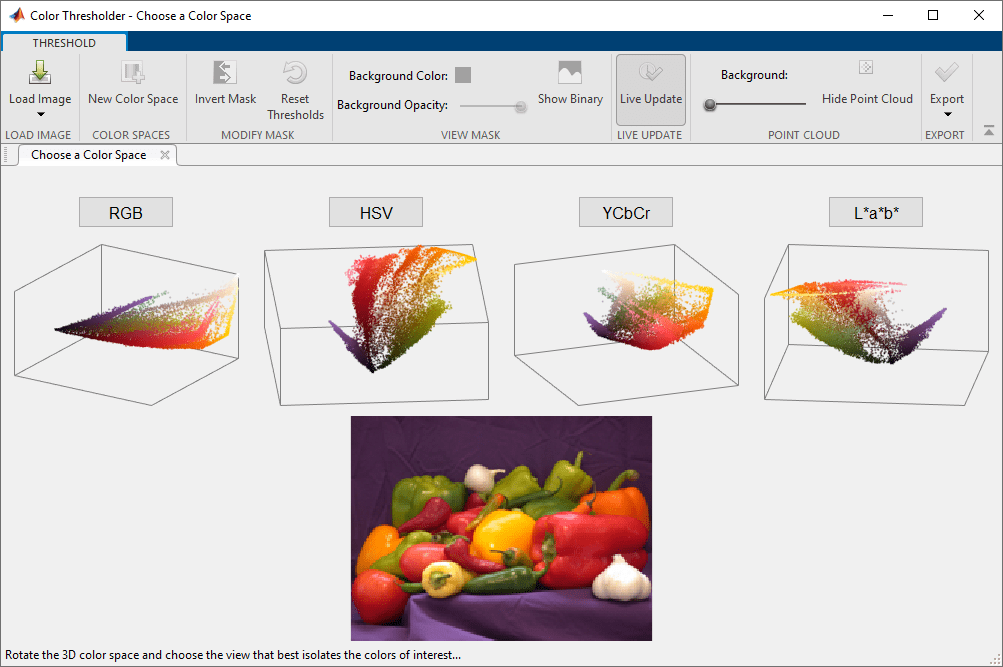 Color Thresholder - Choose a Color Space
THRESHOLD
Load Image
New Color Space
Invert Mask
Reset
Thresholds
Background Color:
Background Opacity:
Show Binary
Live Update
Background:
Hide Point Cloud
Export
LOAD IMAGE
COLOR SPACES
MODIFY MASK
VIEW MASK
LIVE UPDATE
POINT CLOUD
EXPORT
Choose a Color Space
RGB
HSV
YCbCr
L*a*b*
Rotate the 3D color space and choose the view that best isolates the colors of interest...